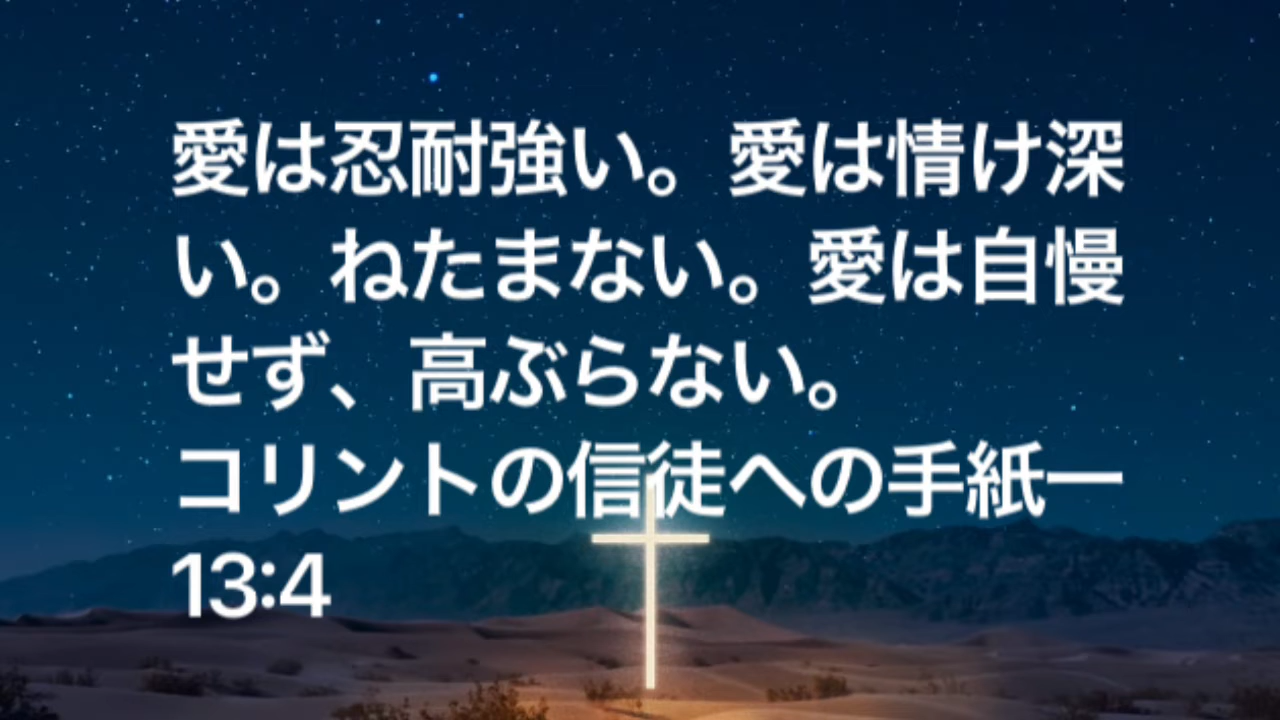 愛は忍耐強い。愛は情け深
い。ねたまない。愛は自慢
せず、高ぶらない。
コリントの信徒への手紙一
13:4